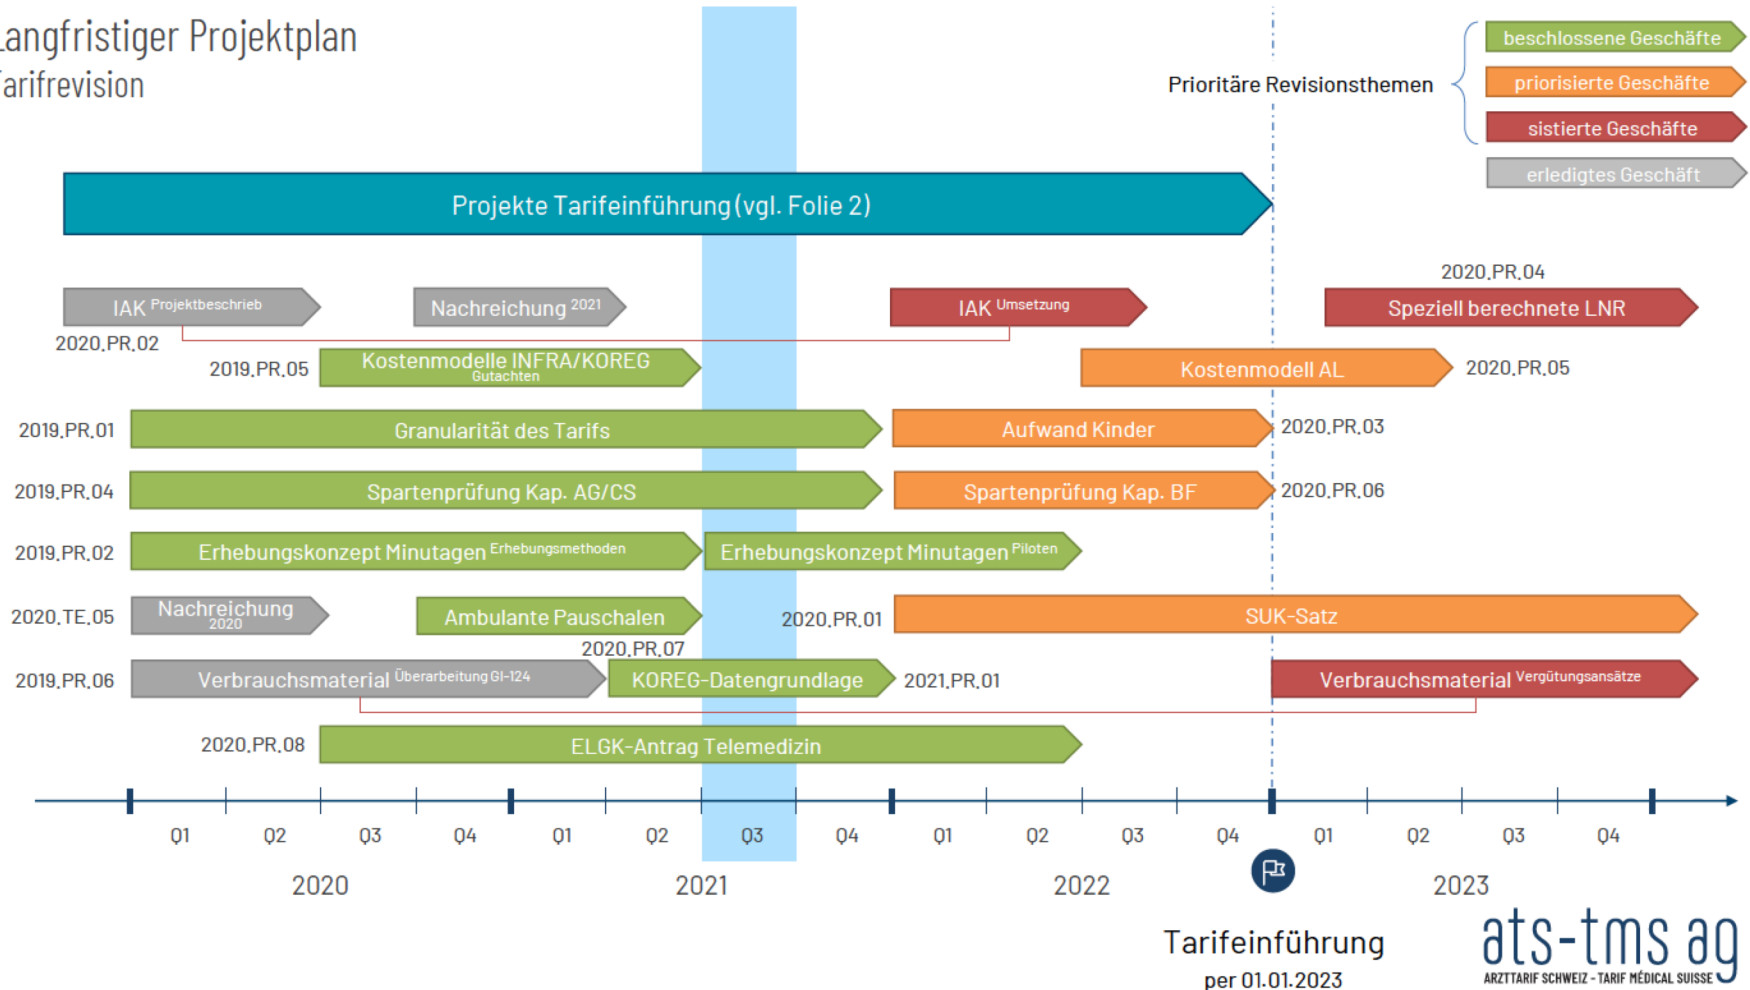 Langfristiger Projektplan
Tarifrevision
Prioritäre Revisionsthemen
beschlossene Geschäfte
priorisierte Geschäfte
sistierte Geschäfte
erledigtes Geschäft
Projekte Tarifeinführung (vgl. Folie 2)
2020.PR.04
IAK Projektbeschrieb
Nachreichung 2021
IAK Umsetzung
Speziell berechnete LNR
2020.PR.02
2019.PR.05
Kostenmodelle INFRA/KOREG
Gutachten
Kostenmodell AL
2020.PR.05
2019.PR.01
Granularität des Tarifs
Aufwand Kinder
2020.PR.03
2019.PR.04
Spartenprüfung Kap. AG/CS
Spartenprüfung Kap. BF
2020.PR.06
2019.PR.02
Erhebungskonzept Minutagen Erhebungsmethoden
Erhebungskonzept Minutagen Piloten
2020.TE.05
Nachreichung
2020
Ambulante Pauschalen
2020.PR.07
2020.PR.01
SUK-Satz
2019.PR.06
Verbrauchsmaterial Überarbeitung GI-124
KOREG-Datengrundlage
2021.PR.01
Verbrauchsmaterial Vergütungsansätze
2020.PR.08
ELGK-Antrag Telemedizin
Q1 Q2 Q3 Q4 Q1 Q2 Q3 Q4 Q1 Q2 Q3 Q4 Q1 Q2 Q3 Q4
2020 2021 2022 2023
Tarifeinführung
per 01.01.2023
ats-tms ag
ARZTTARIF SCHWEIZ - TARIF MÉDICAL SUISSE